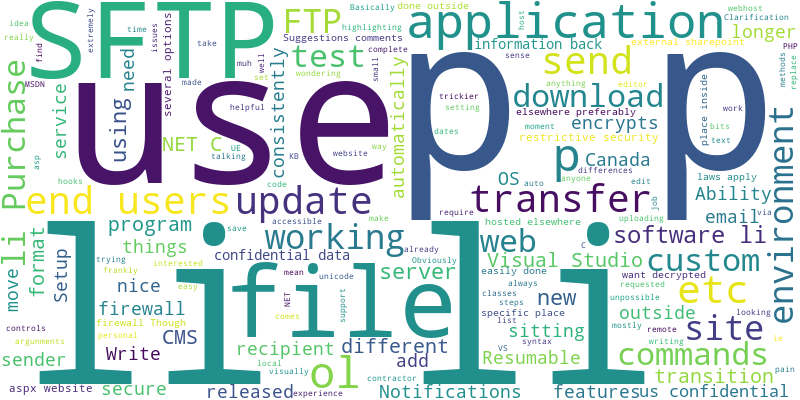 SFTP
use
p p
li li
file
FTP
application
Suggestions comments
Basically
done outside
highlighting
information back
host
webhost
Clarification
time
issues
idea
really
find
extremely
take
complete
muh
several options
MSDN
test
send
longer
external sharepoint
sense
PHP
methods
replace
wondering
small
set
well
made
helpful
Purchase
service
using
need
consistently
automatically
download
anything
editor
trickier
setting
elsewhere preferably
moment
dates
encrypts
restrictive security
place inside
work
bits
text
NET C
UE
talking
KB
website
way
asp
hooks
code
p
Canada
differences
anyone
laws apply
environment
end users
update
transfer
OS
auto
edit
job
Ability
email
via
require
uploading
li
format
move
Setup
program
things
accessible
save
make
working
web
hosted elsewhere
software li
c
trying
frankly
interested
easy
confidential data
already
Obviously
mean
unicode
NET
comes
support
server
easily done
always
classes
steps
Visual Studio
want decrypted
requested
unpossible
custom
looking
nice
firewall
firewall Though
personal
controls
arguments
specific place
list
syntax
VS
new
mostly
remote
writing
etc
outside
site
le
pain
sender
Write
CMS
recipient
different
add
sitting
Resumable
commands
transition
aspx website
secure
released
local
visually
experience
contractor
ol
Notifications
features
us confidential